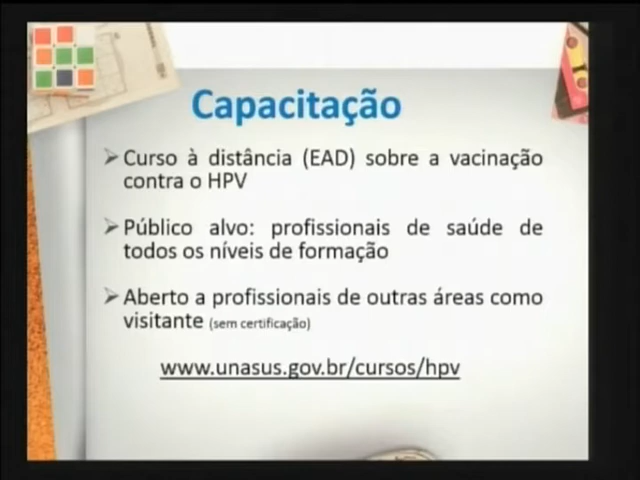 Capacitação
Curso à distância (EAD) sobre a vacinação
contra o HPV
Público alvo: profissionais de saúde de
todos os níveis de formação
Aberto a profissionais de outras áreas como
visitante (sem certificação)
www.unasus.gov.br/cursos/hpv